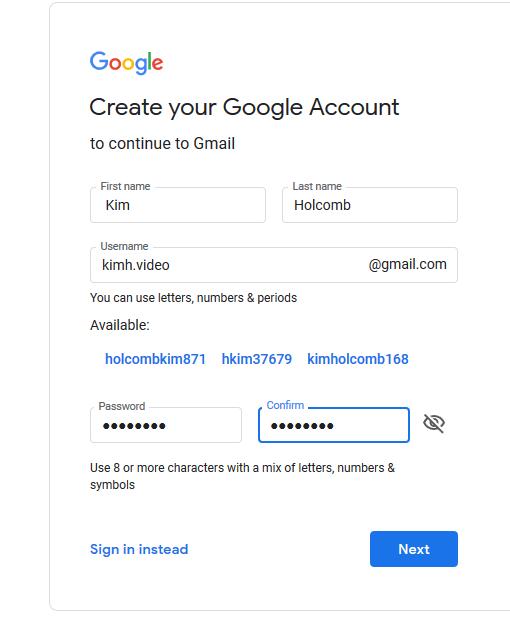 Google
Create your Google Account
to continue to Gmail
First name
Last name
Kim
Holcomb
Username
kimh.video
@gmail.com
You can use letters, numbers & periods
Available:
holcombkim871 hkim37679 kimholcomb168
Password
Confirm
••••••••
••••••••
Use 8 or more characters with a mix of letters, numbers &
symbols
Sign in instead
Next